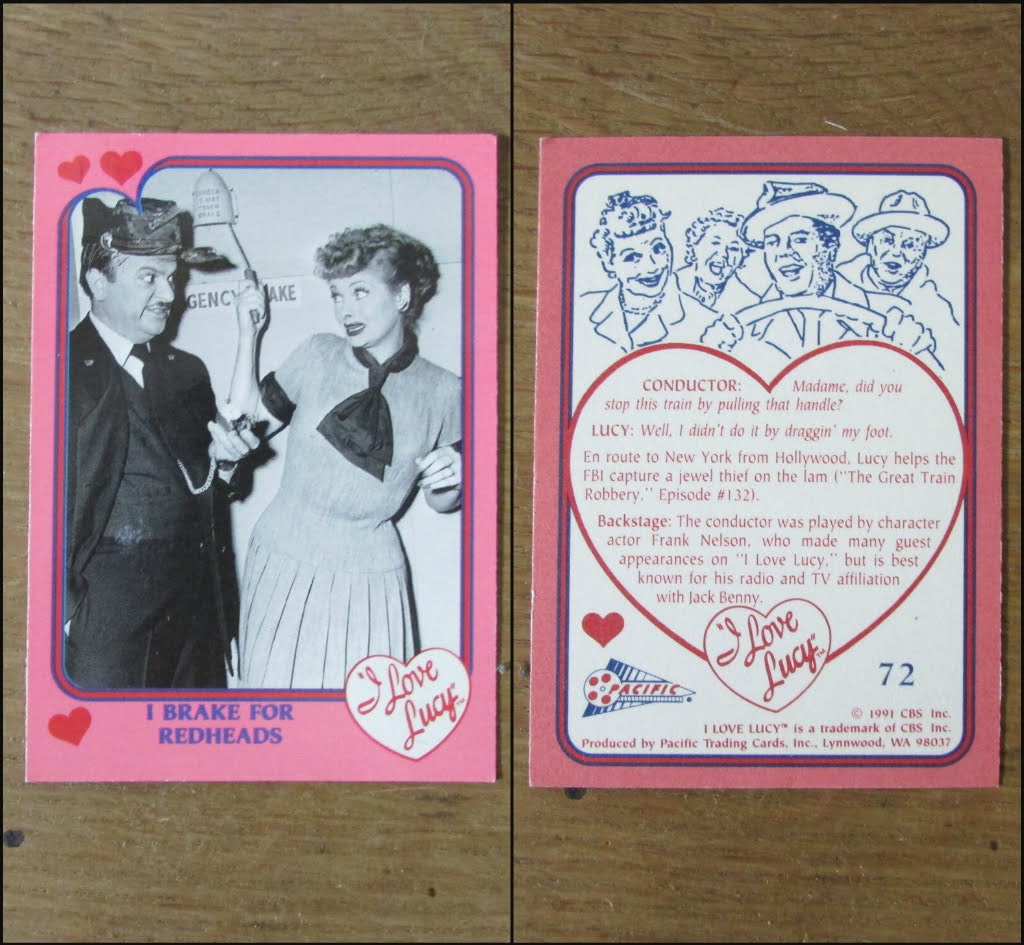 GENCY AKE
I BRAKE FOR
REDHEADS
"I Love
Lucy"™
CONDUCTOR: Madame, did you
stop this train by pulling that handle?
LUCY: Well, I didn't do it by draggin' my foot.
En route to New York from Hollywood, Lucy helps the
FBI capture a jewel thief on the lam ("The Great Train
Robbery," Episode #132).
Backstage: The conductor was played by character
actor Frank Nelson, who made many guest
appearances on "I Love Lucy," but is best
known for his radio and TV affiliation
with Jack Benny.
"I Love
Lucy"™
PACIFIC
72
© 1991 CBS Inc.
I LOVE LUCY™ is a trademark of CBS Inc.
Produced by Pacific Trading Cards, Inc., Lynnwood, WA 98037